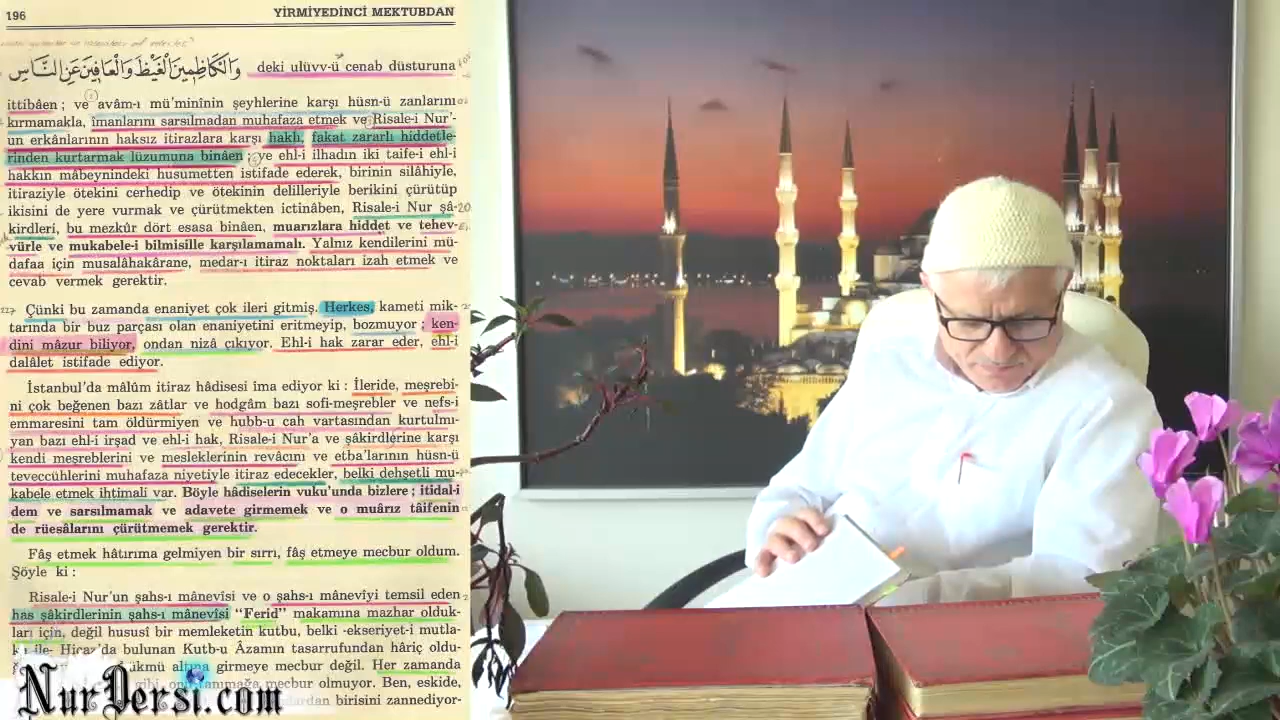 196 YİRMİYEDİNCİ MEKTUBDAN
وَالْكَاظِمِينَ الْغَيْظَ وَالْعَافِينَ عَنِ النَّاسِ deki ulüvv-ü cenab düsturuna
ittibâen ; ve avâm-ı mü'minînin şeyhlerine karşı hüsn-ü zanlarını
kırmamakla, îmanlarını sarsılmadan muhafaza etmek ve Risale-i Nur'-
un erkânlarının haksız itirazlara karşı haklı, fakat zararlı hiddetle-
rinden kurtarmak lüzumuna binâen ; ve ehl-i ilhadın iki taife-i ehl-i
hakkın mâbeynindeki husumetten istifade ederek, birinin silâhiyle,
itiraziyle ötekini cerhedip ve ötekinin delilleriyle berikini çürütüp
ikisini de yere vurmak ve çürütmekten ictinâben, Risale-i Nur şâ-
kirdleri, bu mezkûr dört esasa binâen, muarızlara hiddet ve tehev-
vürle ve mukabele-i bilmisille karşılamamalı. Yalnız kendilerini mü-
dafaa için musalâhakârane, medar-ı itiraz noktaları izah etmek ve
cevab vermek gerektir.
Çünki bu zamanda enaniyet çok ileri gitmiş. Herkes, kameti mik-
tarında bir buz parçası olan enaniyetini eritmeyip, bozmuyor ; ken-
dini mâzur biliyor, ondan nizâ çıkıyor. Ehl-i hak zarar eder, ehl-i
dalâlet istifade ediyor.
İstanbul'da mâlûm itiraz hâdisesi îma ediyor ki : İleride, meşrebi-
ni çok beğenen bazı zâtlar ve hodgâm bazı sofi-meşrebler ve nefs-i
emmaresini tam öldürmiyen ve hubb-u cah vartasından kurtulmı-
yan bazı ehl-i irşad ve ehl-i hak, Risale-i Nur'a ve şâkirdlerine karşı
kendi meşreblerini ve mesleklerinin revâcını ve etba'larının hüsn-ü
teveccühlerini muhafaza niyetiyle itiraz edecekler, belki dehşetli mu-
kabele etmek ihtimali var. Böyle hâdiselerin vuku'unda bizlere ; itidal-i
dem ve sarsılmamak ve adavete girmemek ve o muârız tâifenin
de rüesâlarını çürütmemek gerektir.
Fâş etmek hâtırıma gelmiyen bir sırrı, fâş etmeye mecbur oldum.
Şöyle ki :
Risale-i Nur'un şahs-ı mânevîsi ve o şahs-ı mânevîyi temsil eden
has şâkirdlerinin şahs-ı mânevîsi "Ferid" makamına mazhar olduk-
ları için, değil hususî bir memleketin kutbu, belki -ekseriyet-i mutla-
ka ile- Hicaz'da bulunan Kutb-u Âzamın tasarrufundan hâriç oldu-
hükmü altına girmeye mecbur değil. Her zamanda
gibi, onu tanımağa mecbur olmuyor. Ben, eskide,
birisini zannediyor-
NurDersi.com